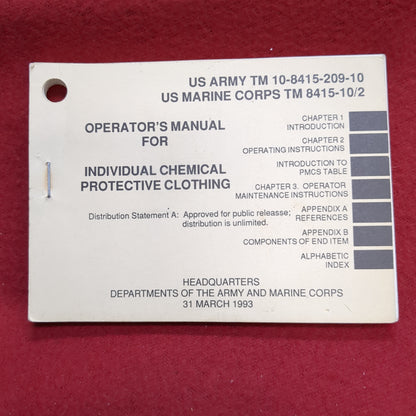 US ARMY TM 10-8415-209-10
US MARINE CORPS TM 8415-10/2
OPERATOR'S MANUAL
FOR
INDIVIDUAL CHEMICAL
PROTECTIVE CLOTHING
Distribution Statement A: Approved for public releasse;
distribution is unlimited.
CHAPTER 1
INTRODUCTION
CHAPTER 2
OPERATING INSTRUCTIONS
INTRODUCTION TO
PMCS TABLE
CHAPTER 3. OPERATOR
MAINTENANCE INSTRUCTIONS
APPENDIX A
REFERENCES
APPENDIX B
COMPONENTS OF END ITEM
ALPHABETIC
INDEX
HEADQUARTERS
DEPARTMENTS OF THE ARMY AND MARINE CORPS
31 MARCH 1993